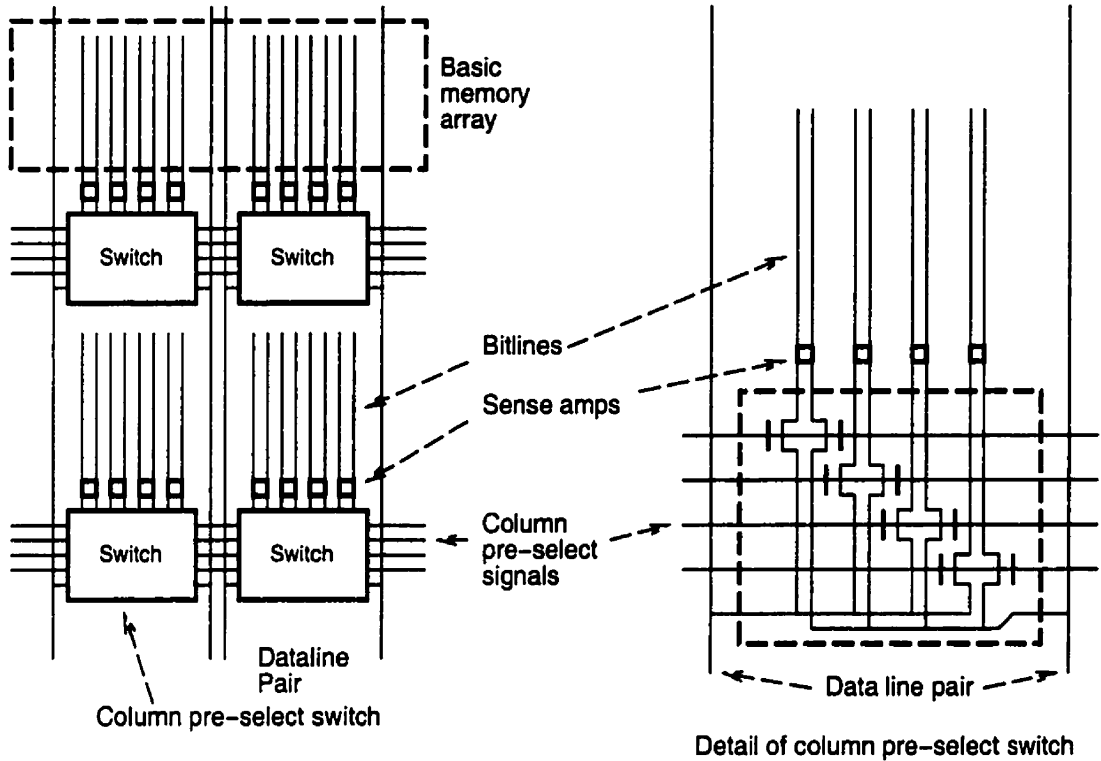 Basic
memory
array
Switch
Switch
Bitlines
Sense amps
Switch
Switch
Column
pre-select
signals
Dataline
Pair
Column pre-select switch
Data line pair
Detail of column pre-select switch